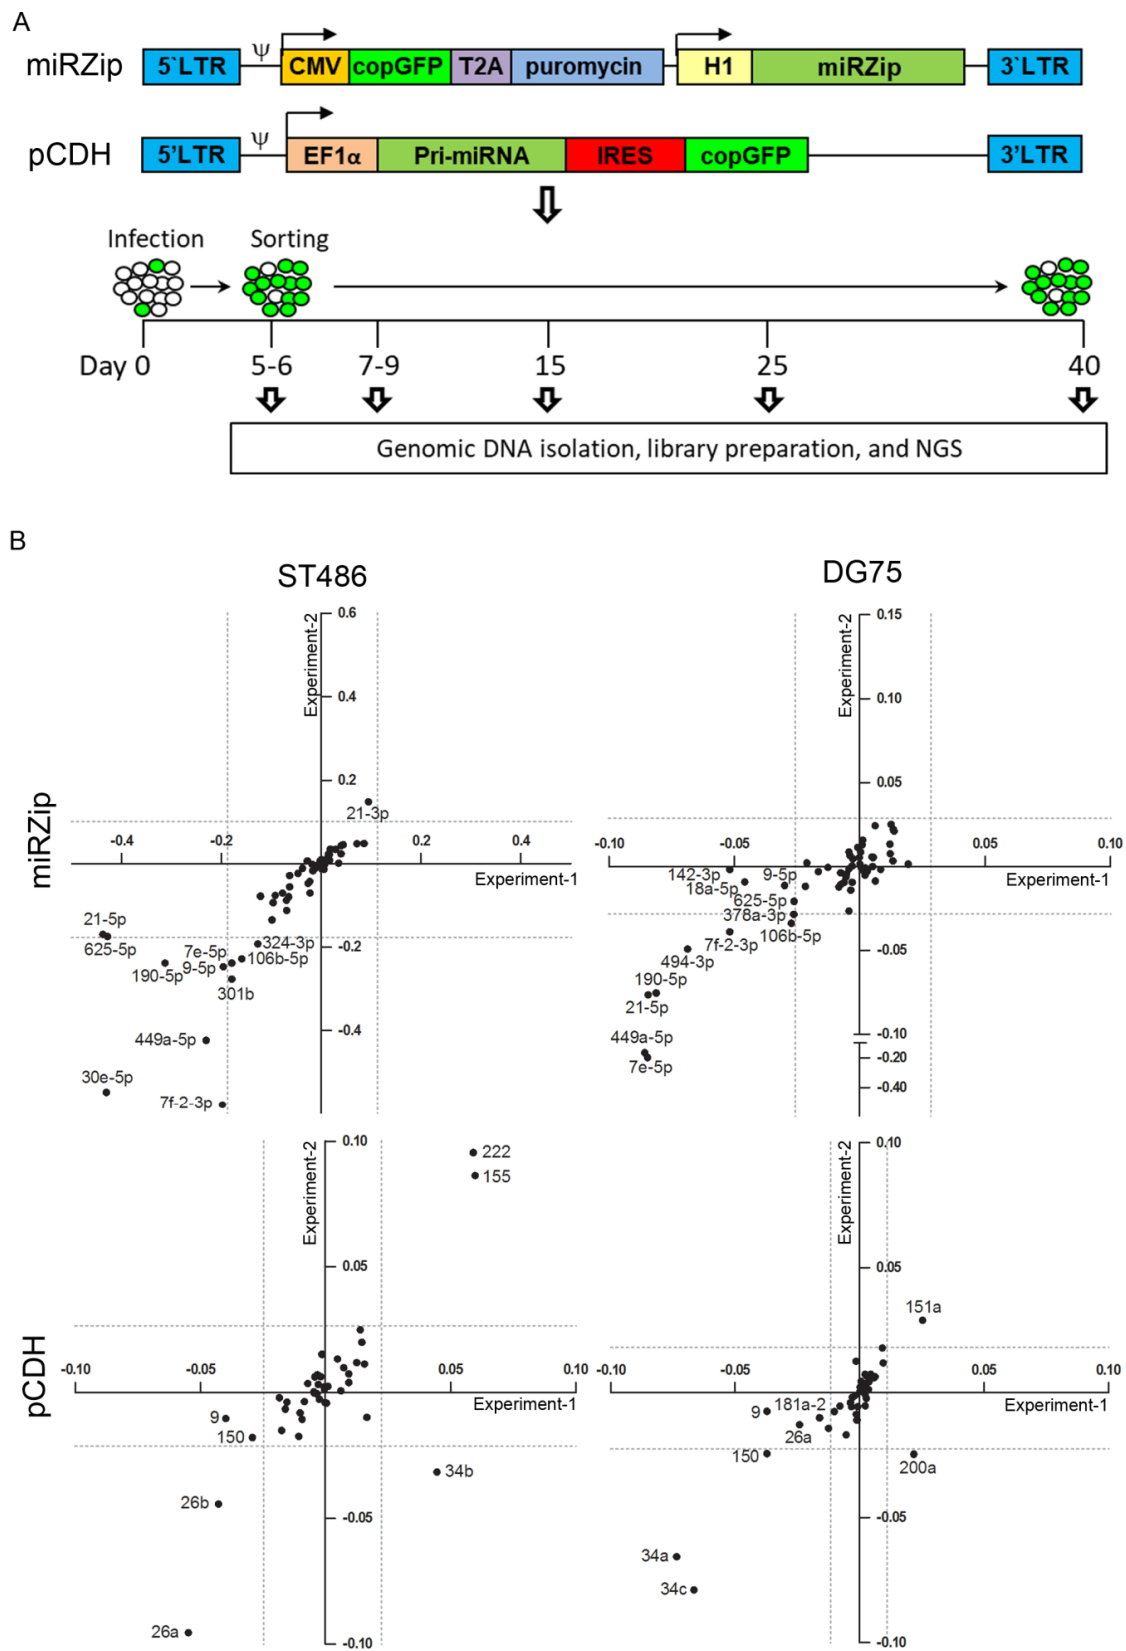 A
miRZip 5`LTR ψ CMV copGFP T2A puromycin H1 miRZip 3`LTR
pCDH 5'LTR ψ EF1α Pri-miRNA IRES copGFP 3'LTR
Infection Sorting
Day 0 5-6 7-9 15 25 40
Genomic DNA isolation, library preparation, and NGS
B
ST486 DG75
miRZip
Experiment-2
0.6
0.4
0.2
21-3p
-0.4 -0.2 0.2 0.4
Experiment-1
21-5p
625-5p
7e-5p
324-3p
-0.2
190-5p
9-5p
106b-5p
301b
449a-5p
-0.4
30e-5p
7f-2-3p
Experiment-2
0.15
0.10
0.05
-0.10 -0.05 0.05 0.10
Experiment-1
142-3p
9-5p
18a-5p
625-5p
378a-3p
106b-5p
7f-2-3p
-0.05
494-3p
190-5p
21-5p
-0.10
449a-5p
-0.20
7e-5p
-0.40
pCDH
Experiment-2
0.10
222
155
0.05
-0.10 -0.05 0.05 0.10
Experiment-1
9
150
34b
26b
-0.05
26a
-0.10
Experiment-2
0.10
0.05
151a
-0.10 -0.05 0.05 0.10
Experiment-1
181a-2
9
26a
150
200a
-0.05
34a
34c
-0.10